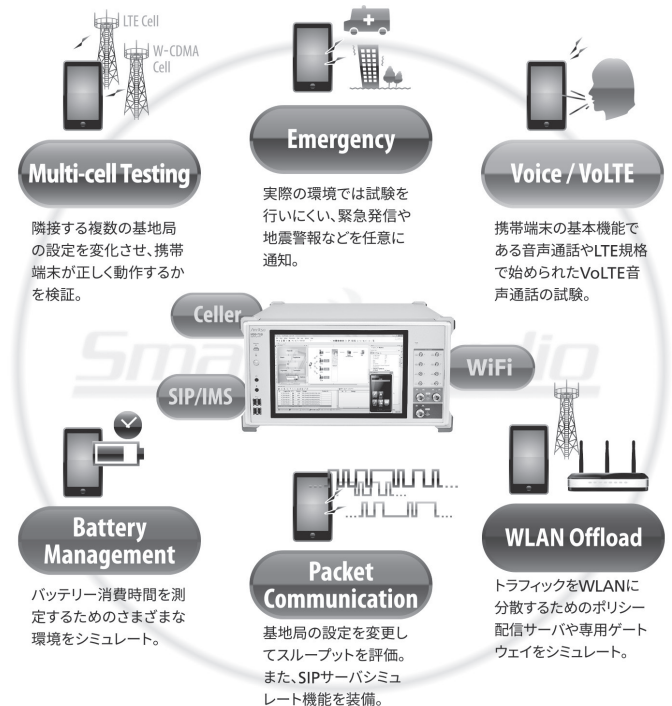 LTE Cell
W-CDMA
Cell
Multi-cell Testing
隣接する複数の基地局
の設定を変化させ、携帯
端末が正しく動作するか
を検証。
Emergency
実際の環境では試験を
行いにくい、緊急発信や
地震警報などを任意に
通知。
Voice / VoLTE
携帯端末の基本機能で
ある音声通話やLTE規格
で始められたVoLTE音
声通話の試験。
Celler
SIP/IMS
WiFi
Battery
Management
バッテリー消費時間を測
定するためのさまざまな
環境をシミュレート。
Packet
Communication
基地局の設定を変更し
てスループットを評価。
また、SIPサーバシミュ
レート機能を装備。
WLAN Offload
トラフィックをWLANに
分散するためのポリシー
配信サーバや専用ゲート
ウェイをシミュレート。